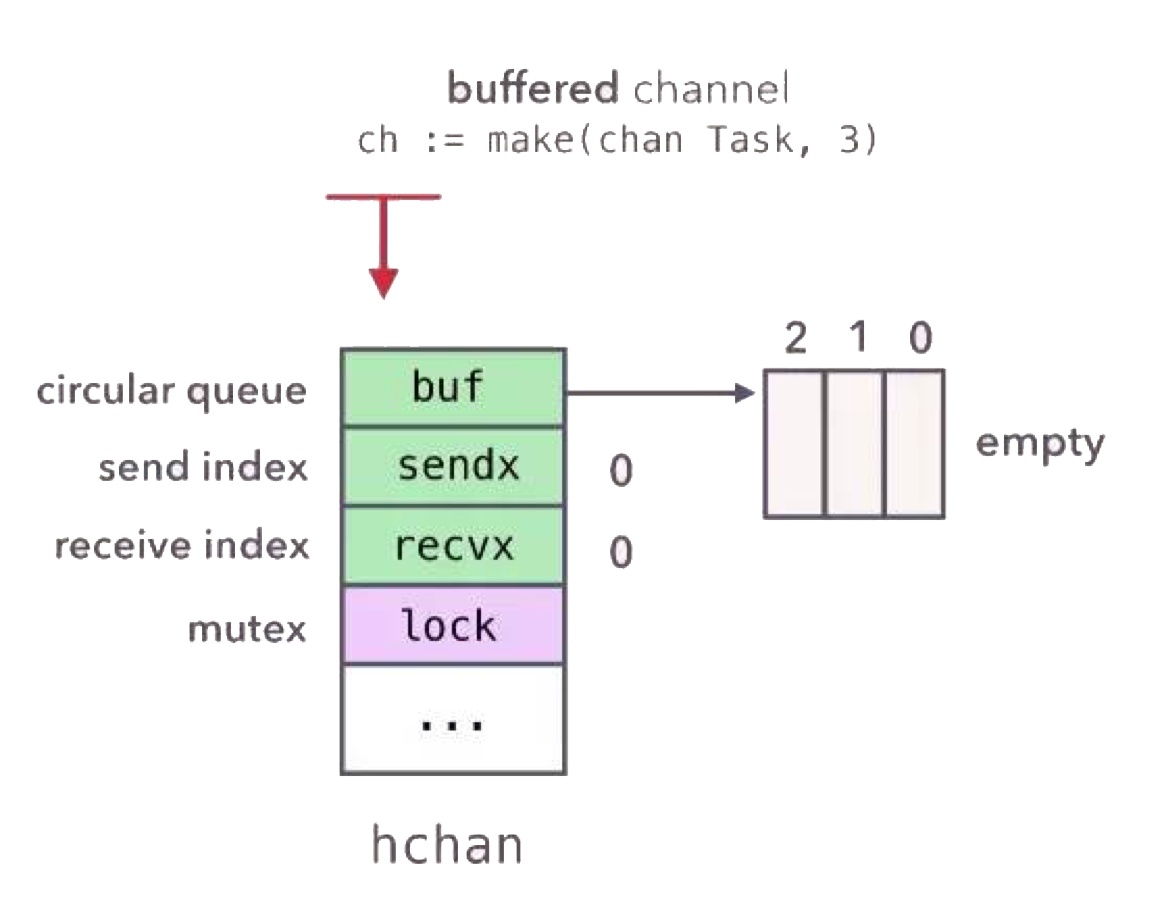 buffered channel
ch := make(chan Task, 3)
2 1 0
circular queue buf
empty
send index sendx 0
receive index recvx 0
mutex lock
...
hchan